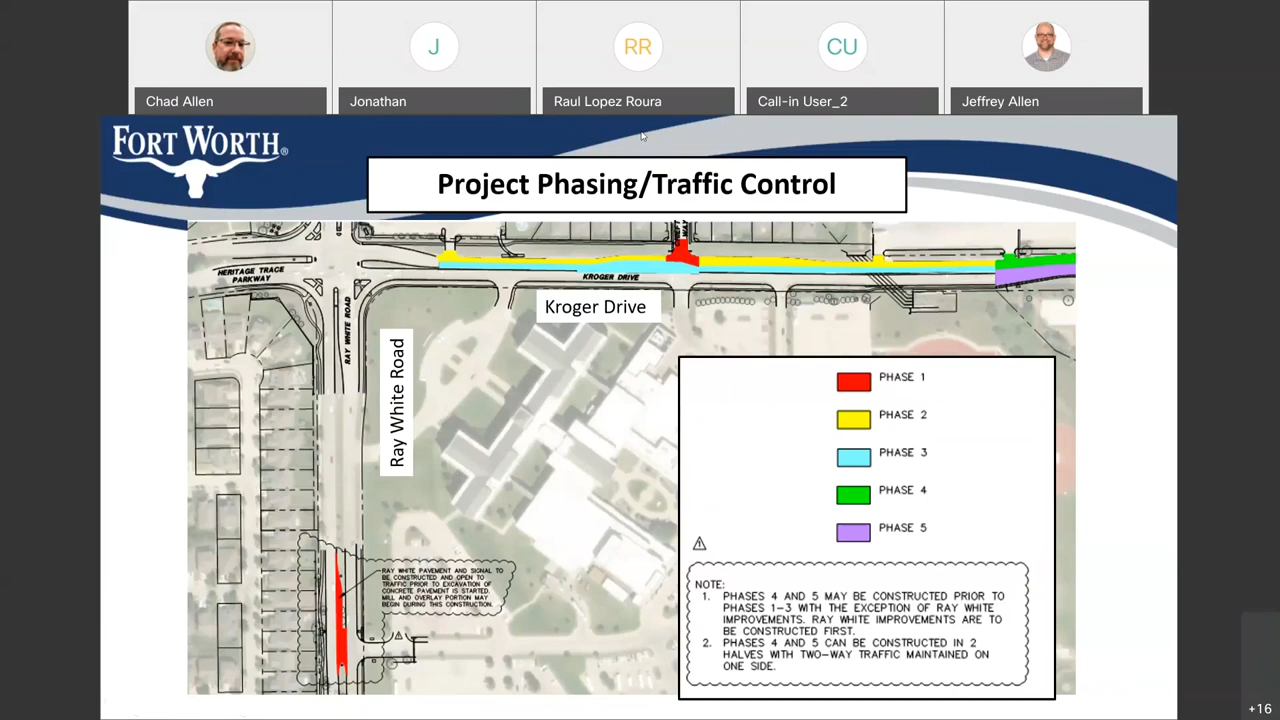 J
RR
CU
Chad Allen
Jonathan
Raul Lopez Roura
Call-in User_2
Jeffrey Allen
FORT WORTH®
Project Phasing/Traffic Control
HERITAGE TRACE
PARKWAY
KROGER DRIVE
Kroger Drive
RAY WHITE ROAD
Ray White Road
PHASE 1
PHASE 2
PHASE 3
PHASE 4
PHASE 5
RAY WHITE PAVEMENT AND SIGNAL TO
BE CONSTRUCTED AND OPEN TO
TRAFFIC PRIOR TO EXCAVATION OF
CONCRETE PAVEMENT IS STARTED.
MILL AND OVERLAY PORTION MAY
BEGIN DURING THIS CONSTRUCTION.
NOTE:
1. PHASES 4 AND 5 MAY BE CONSTRUCTED PRIOR TO
PHASES 1-3 WITH THE EXCEPTION OF RAY WHITE
IMPROVEMENTS. RAY WHITE IMPROVEMENTS ARE TO
BE CONSTRUCTED FIRST.
2. PHASES 4 AND 5 CAN BE CONSTRUCTED IN 2
HALVES WITH TWO-WAY TRAFFIC MAINTAINED ON
ONE SIDE.
+16